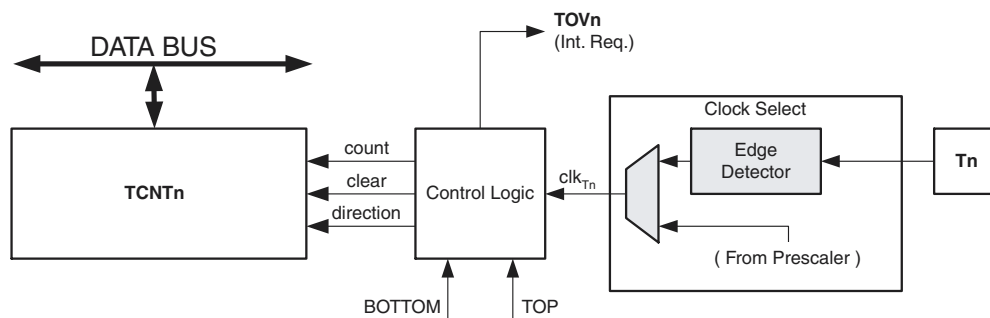 TOVn
(Int. Req.)
DATA BUS
Clock Select
count
Edge
Detector
Tn
TCNTn
clear
Control Logic
clkTn
direction
( From Prescaler )
BOTTOM
TOP